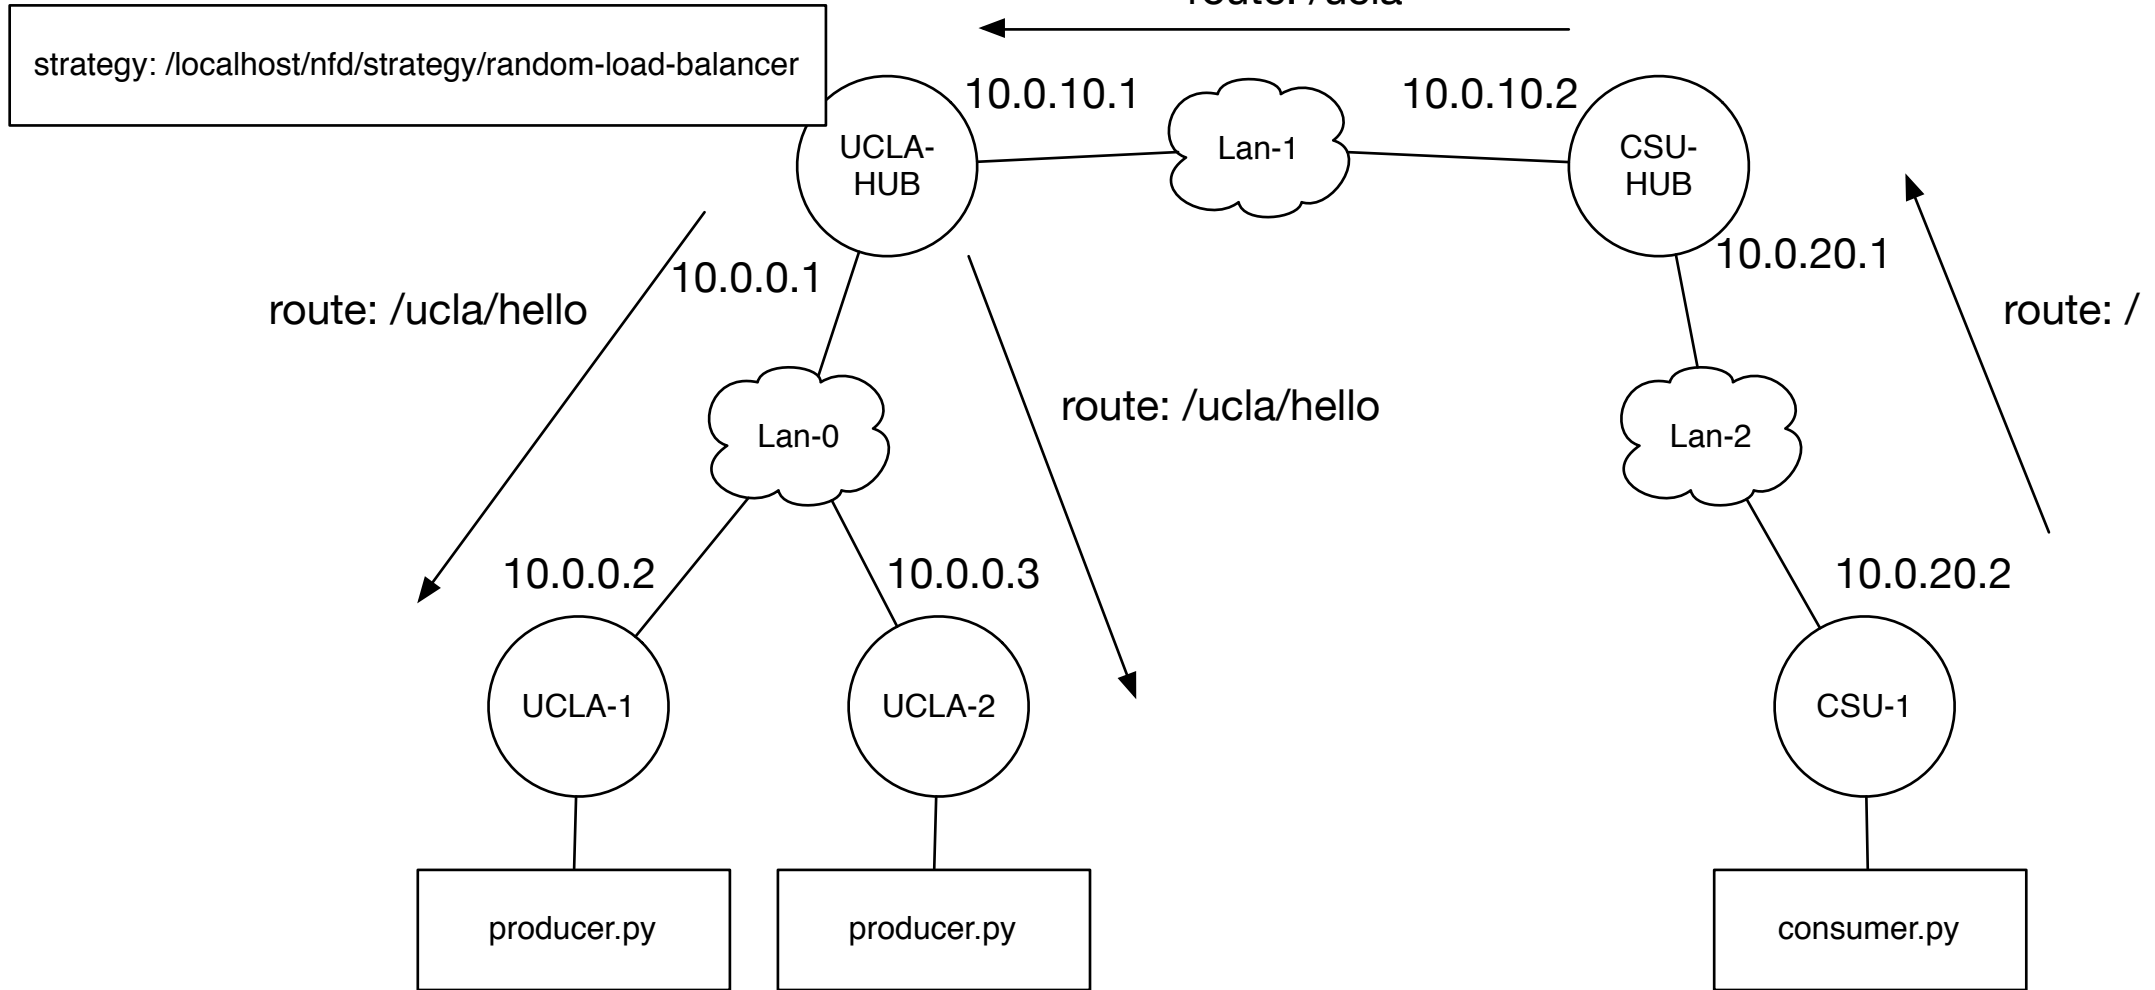 route: /ucla
strategy: /localhost/nfd/strategy/random-load-balancer
10.0.10.1
10.0.10.2
UCLA-
HUB
Lan-1
CSU-
HUB
10.0.0.1
10.0.20.1
route: /ucla/hello
route: /
route: /ucla/hello
Lan-0
Lan-2
10.0.0.2
10.0.0.3
10.0.20.2
UCLA-1
UCLA-2
CSU-1
producer.py
producer.py
consumer.py